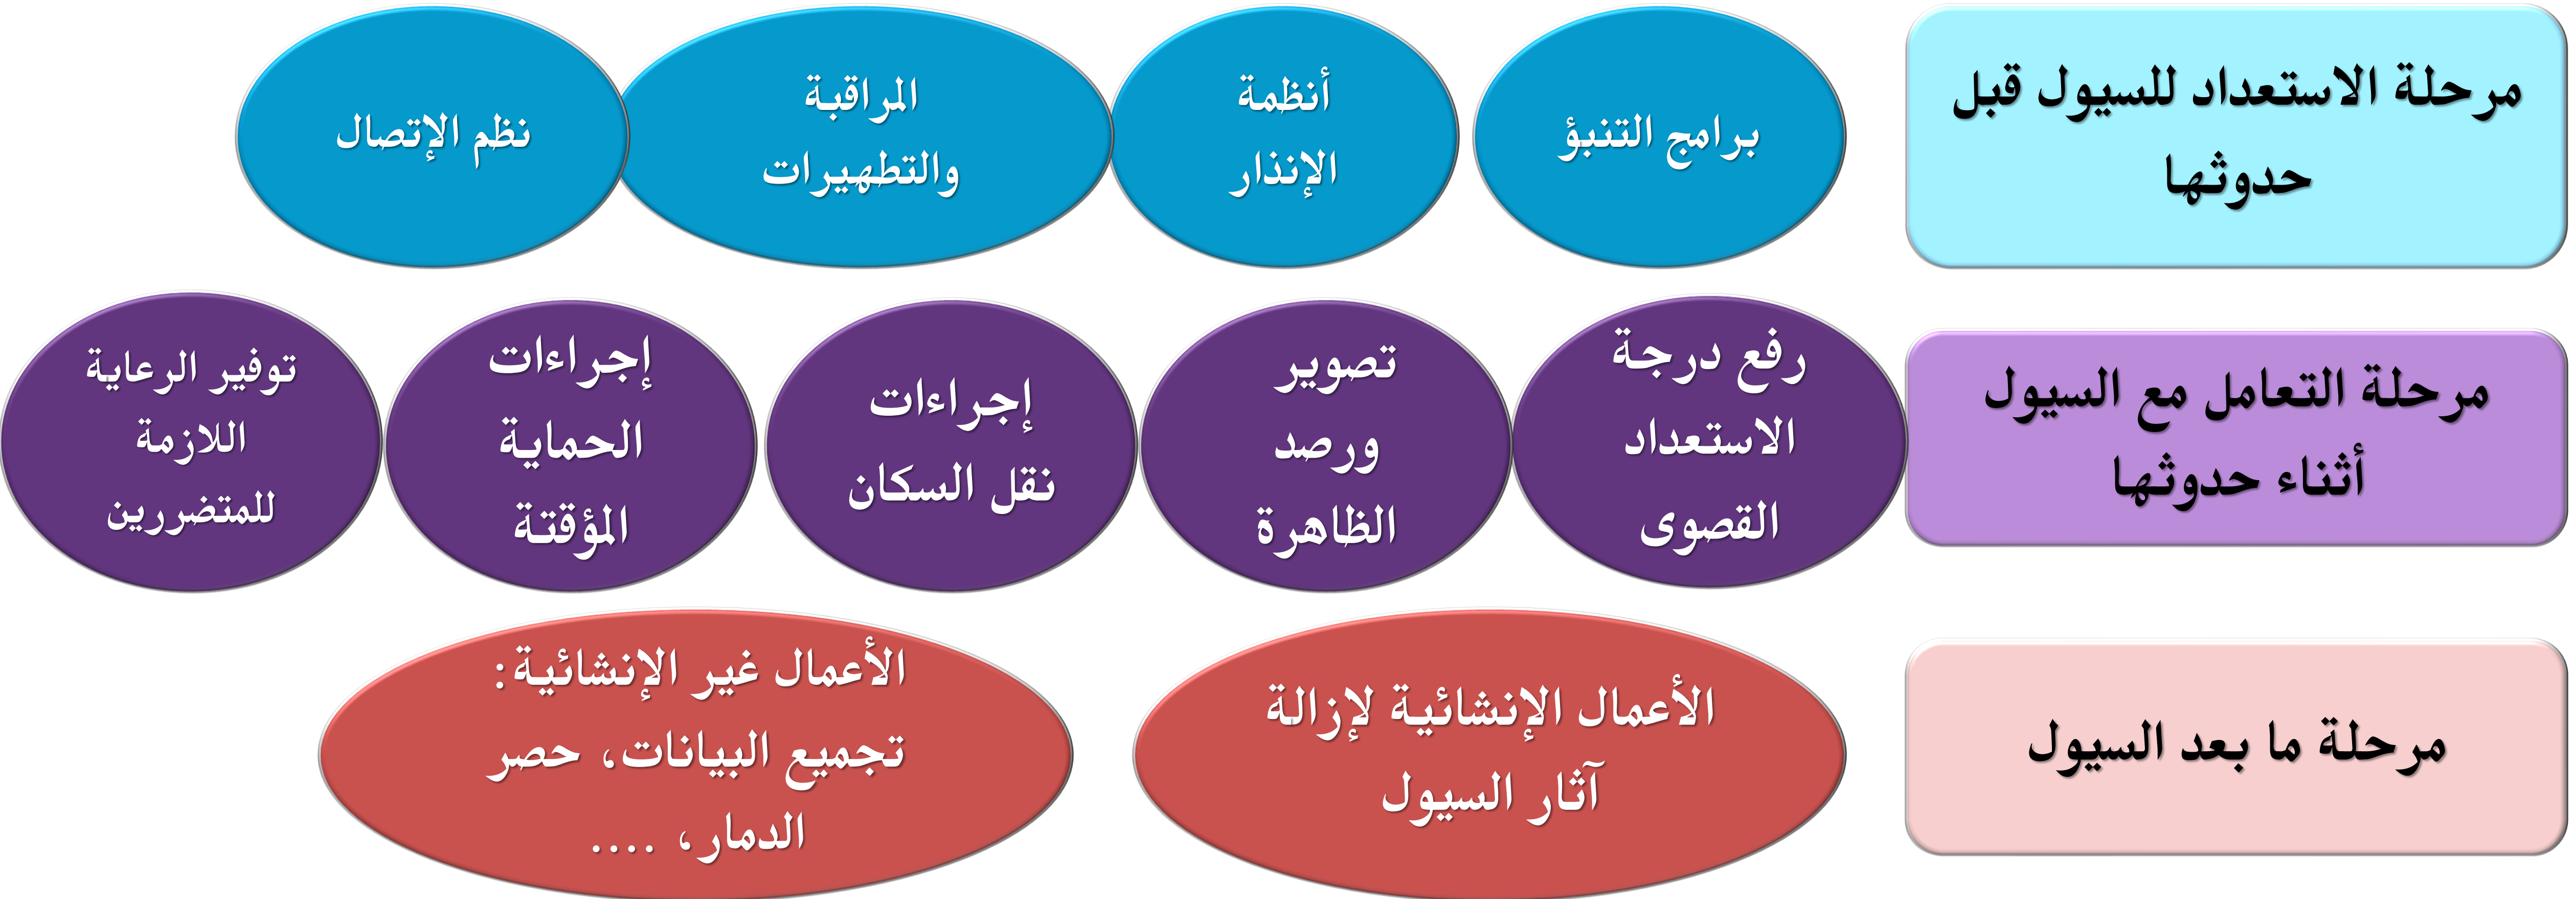 مرحلة الاستعداد للسيول قبل
حدوثها
برامج التنبؤ
أنظمة
الإنذار
المراقبة
والتطهيرات
نظم الإتصال
مرحلة التعامل مع السيول
أثناء حدوثها
رفع درجة
الاستعداد
القصوى
تصوير
ورصد
الظاهرة
إجراءات
نقل السكان
إجراءات
الحماية
المؤقتة
توفير الرعاية
اللازمة
للمتضررين
مرحلة ما بعد السيول
الأعمال الإنشائية لإزالة
آثار السيول
الأعمال غير الإنشائية:
تجميع البيانات، حصر
الدمار، ....